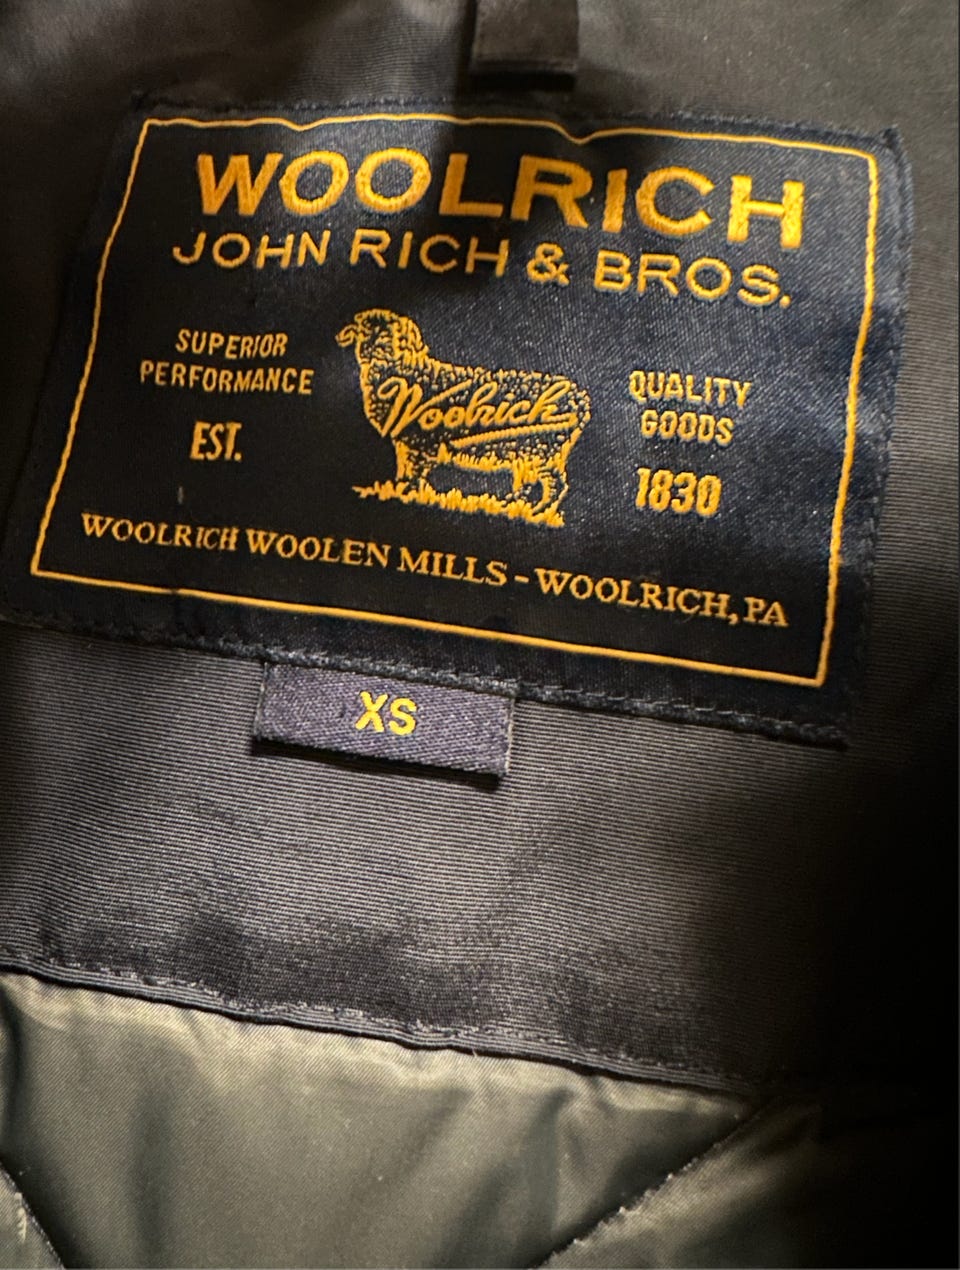 WOOLRICH
JOHN RICH & BROS.
SUPERIOR
PERFORMANCE
EST.
Woolrich
QUALITY
GOODS
1830
WOOLRICH WOOLEN MILLS - WOOLRICH, PA
XS